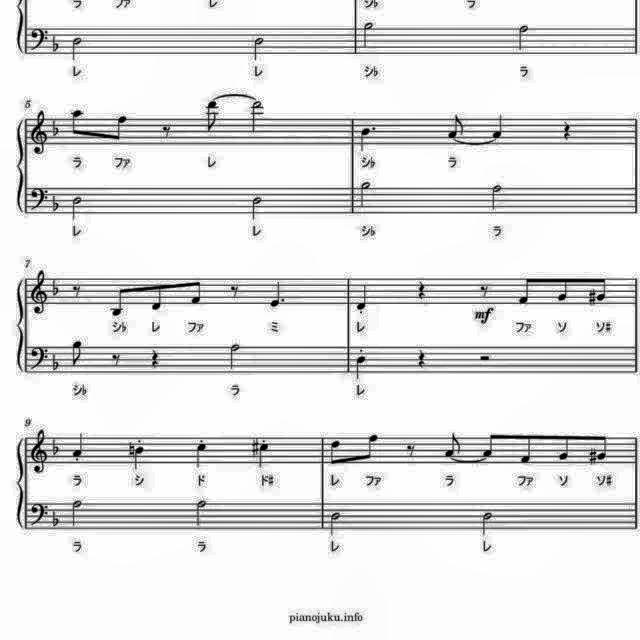 ラ ファ レ シ♭ ラ
レ レ シ♭ ラ
5
ラ ファ レ シ♭ ラ
レ レ シ♭ ラ
7
mf
シ♭ レ ファ ミ レ ファ ソ ソ♯
シ♭ ラ レ
9
ラ シ ド ド♯ レ ファ ラ ファ ソ ソ♯
ラ ラ レ レ
pianojuku.info